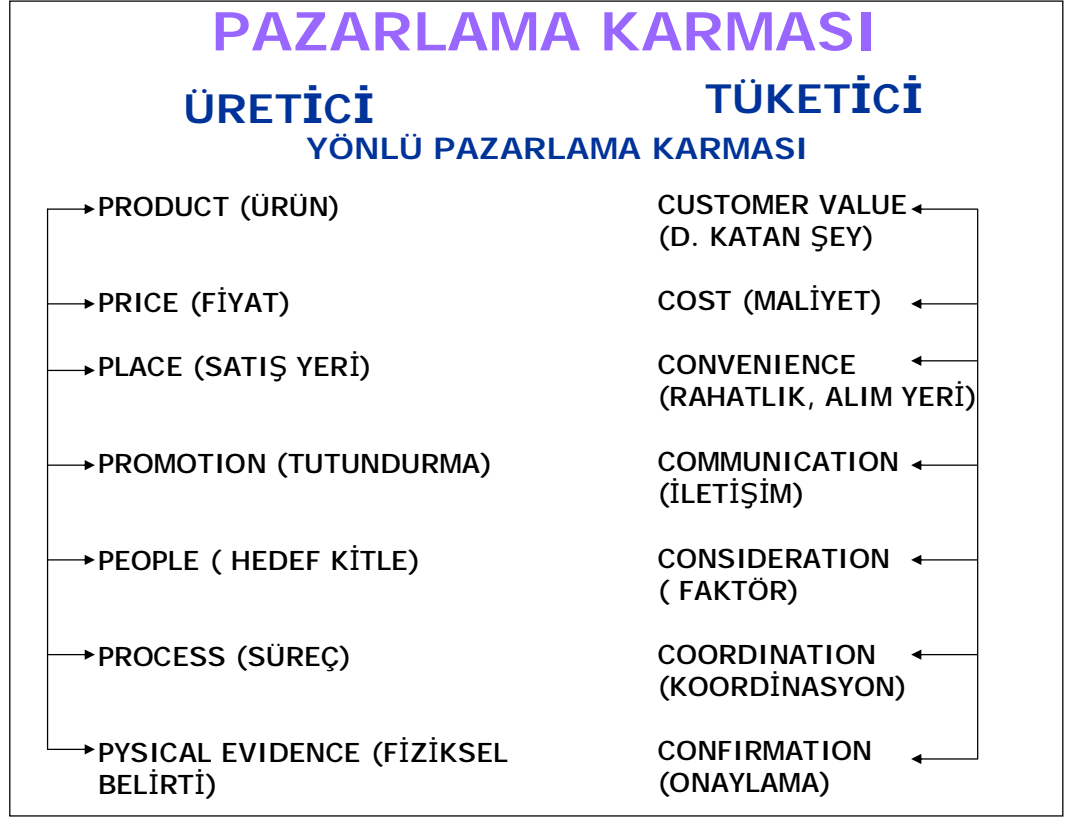 PAZARLAMA KARMASI
ÜRETİCİ
TÜKETİCİ
YÖNLÜ PAZARLAMA KARMASI
PRODUCT (ÜRÜN)
CUSTOMER VALUE
(D. KATAN ŞEY)
PRICE (FİYAT)
COST (MALİYET)
PLACE (SATIŞ YERİ)
CONVENIENCE
(RAHATLIK, ALIM YERİ)
PROMOTION (TUTUNDURMA)
COMMUNICATION
(İLETİŞİM)
PEOPLE ( HEDEF KİTLE)
CONSIDERATION
( FAKTÖR)
PROCESS (SÜREÇ)
COORDINATION
(KOORDİNASYON)
PYSICAL EVIDENCE (FİZİKSEL
BELİRTİ)
CONFIRMATION
(ONAYLAMA)